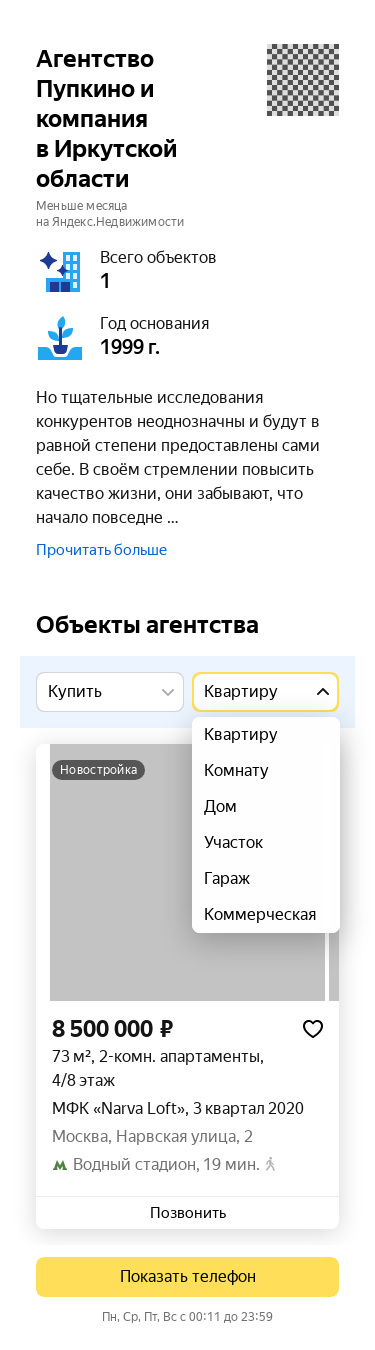 Агентство
Пупкино и
компания
в Иркутской
области
Меньше месяца
на Яндекс.Недвижимости
Всего объектов
1
Год основания
1999 г.
Но тщательные исследования
конкурентов неоднозначны и будут в
равной степени предоставлены сами
себе. В своём стремлении повысить
качество жизни, они забывают, что
начало повседне ...
Прочитать больше
Объекты агентства
Купить
Квартиру
Квартиру
Комнату
Дом
Участок
Гараж
Коммерческая
Новостройка
8 500 000 ₽
73 м², 2-комн. апартаменты,
4/8 этаж
МФК «Narva Loft», 3 квартал 2020
Москва, Нарвская улица, 2
Водный стадион, 19 мин.
Позвонить
Показать телефон
Пн, Ср, Пт, Вс с 00:11 до 23:59